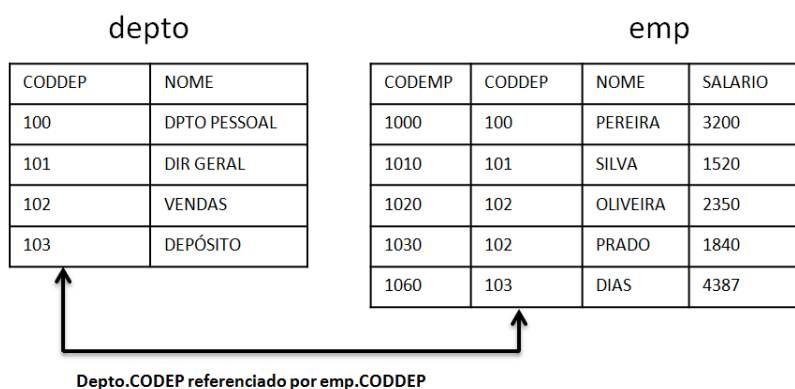 depto
CODDEP NOME
100 DPTO PESSOAL
101 DIR GERAL
102 VENDAS
103 DEPÓSITO
emp
CODEMP CODDEP NOME SALARIO
1000 100 PEREIRA 3200
1010 101 SILVA 1520
1020 102 OLIVEIRA 2350
1030 102 PRADO 1840
1060 103 DIAS 4387
Depto.CODEP referenciado por emp.CODDEP